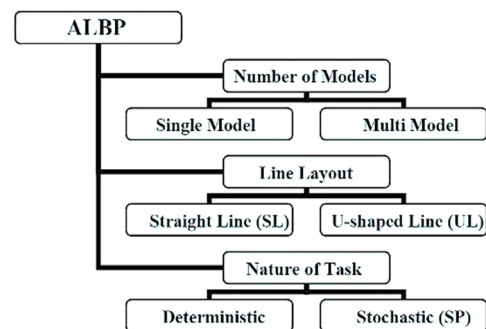 ALBP
Number of Models
Single Model
Multi Model
Line Layout
Straight Line (SL)
U-shaped Line (UL)
Nature of Task
Deterministic
Stochastic (SP)